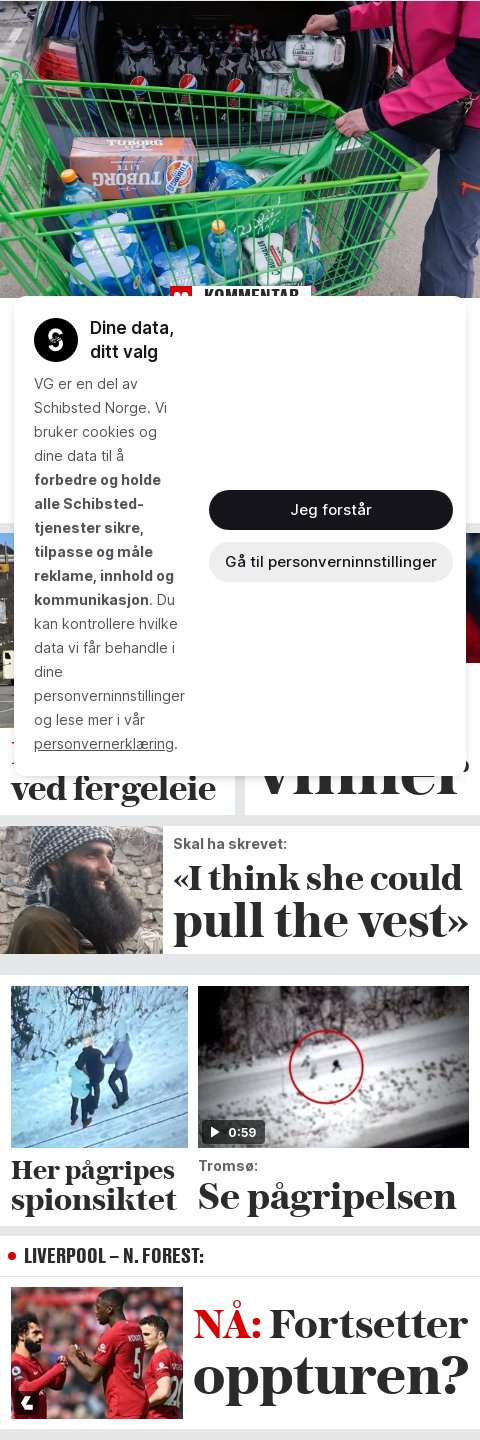 TUBORG
LITE
KOMMENTAR
Dine data,
ditt valg
VG er en del av
Schibsted Norge. Vi
bruker cookies og
dine data til å
forbedre og holde
alle Schibsted-
tjenester sikre,
tilpasse og måle
reklame, innhold og
kommunikasjon. Du
kan kontrollere hvilke
data vi får behandle i
dine
personverninnstillinger
og lese mer i vår
personvernerklæring.
Jeg forstår
Gå til personverninnstillinger
ved fergeleie
Skal ha skrevet:
«I think she could
pull the vest»
0:59
Her pågripes
spionsiktet
Tromsø:
Se pågripelsen
LIVERPOOL – N. FOREST:
NÅ: Fortsetter
oppturen?
5